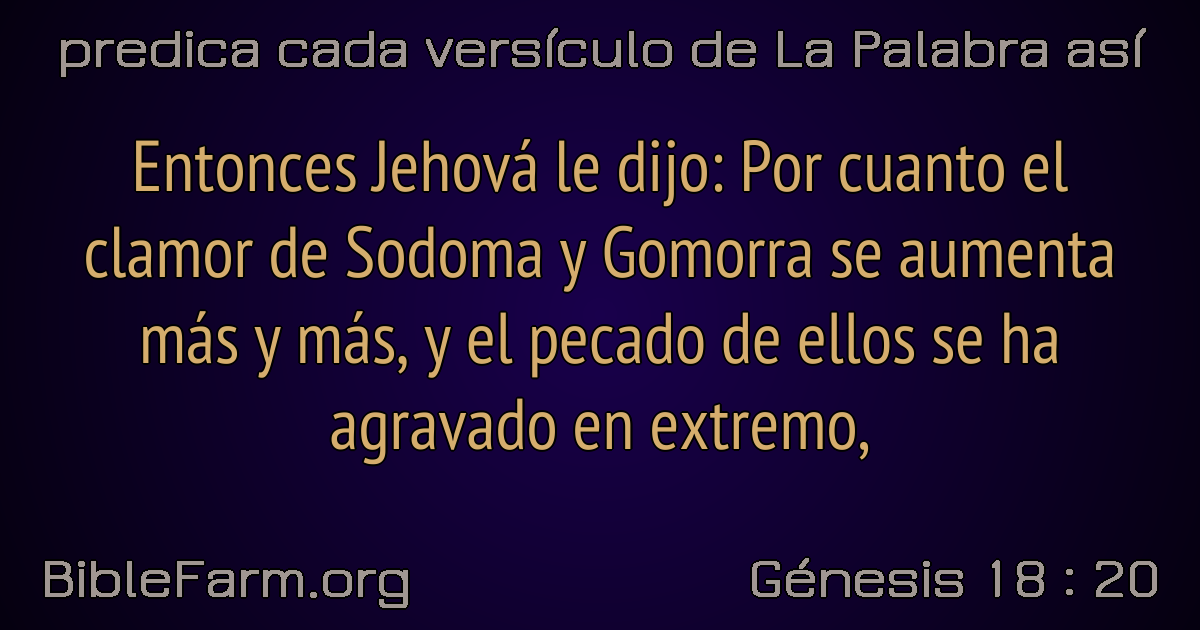 predica cada versículo de La Palabra así
Entonces Jehová le dijo: Por cuanto el
clamor de Sodoma y Gomorra se aumenta
más y más, y el pecado de ellos se ha
agravado en extremo,
BibleFarm.org
Génesis 18 : 20